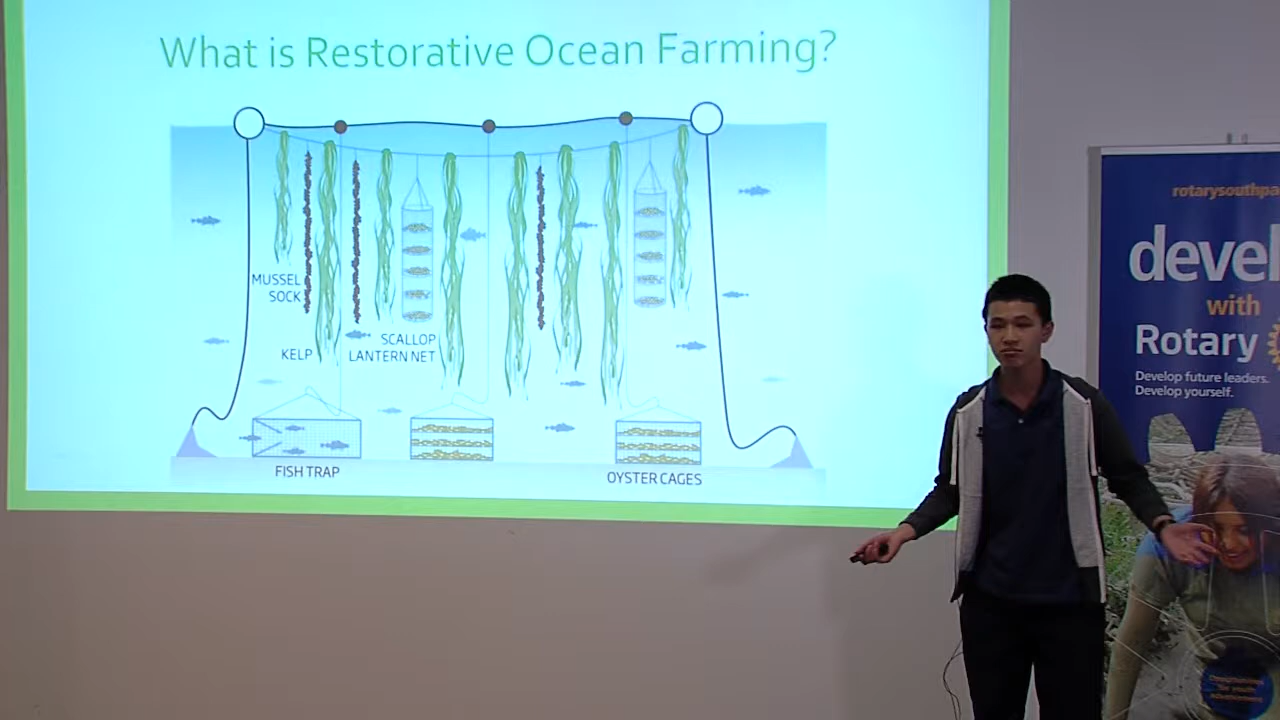 What is Restorative Ocean Farming?
MUSSEL
SOCK
KELP
SCALLOP
LANTERN NET
FISH TRAP
OYSTER CAGES
rotarysouthpa
devel
with
Rotary
Develop future leaders.
Develop yourself.